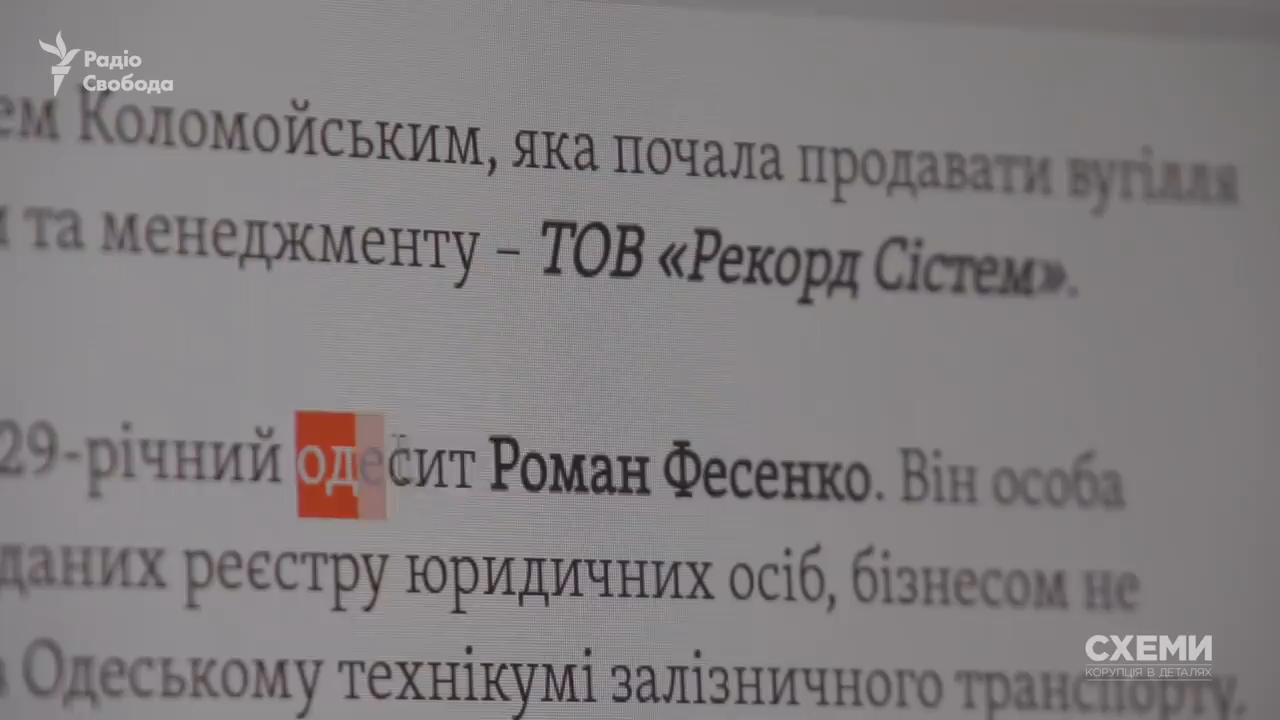 Радіо
Свобода
ем Коломойським, яка почала продавати вугілля
и та менеджменту – ТОВ «Рекорд Сістем».
29-річний одесит Роман Фесенко. Він особа
даних реєстру юридичних осіб, бізнесом не
в Одеському технікумі залізничного транспорту.
СХЕМИ
КОРУПЦІЯ В ДЕТАЛЯХ